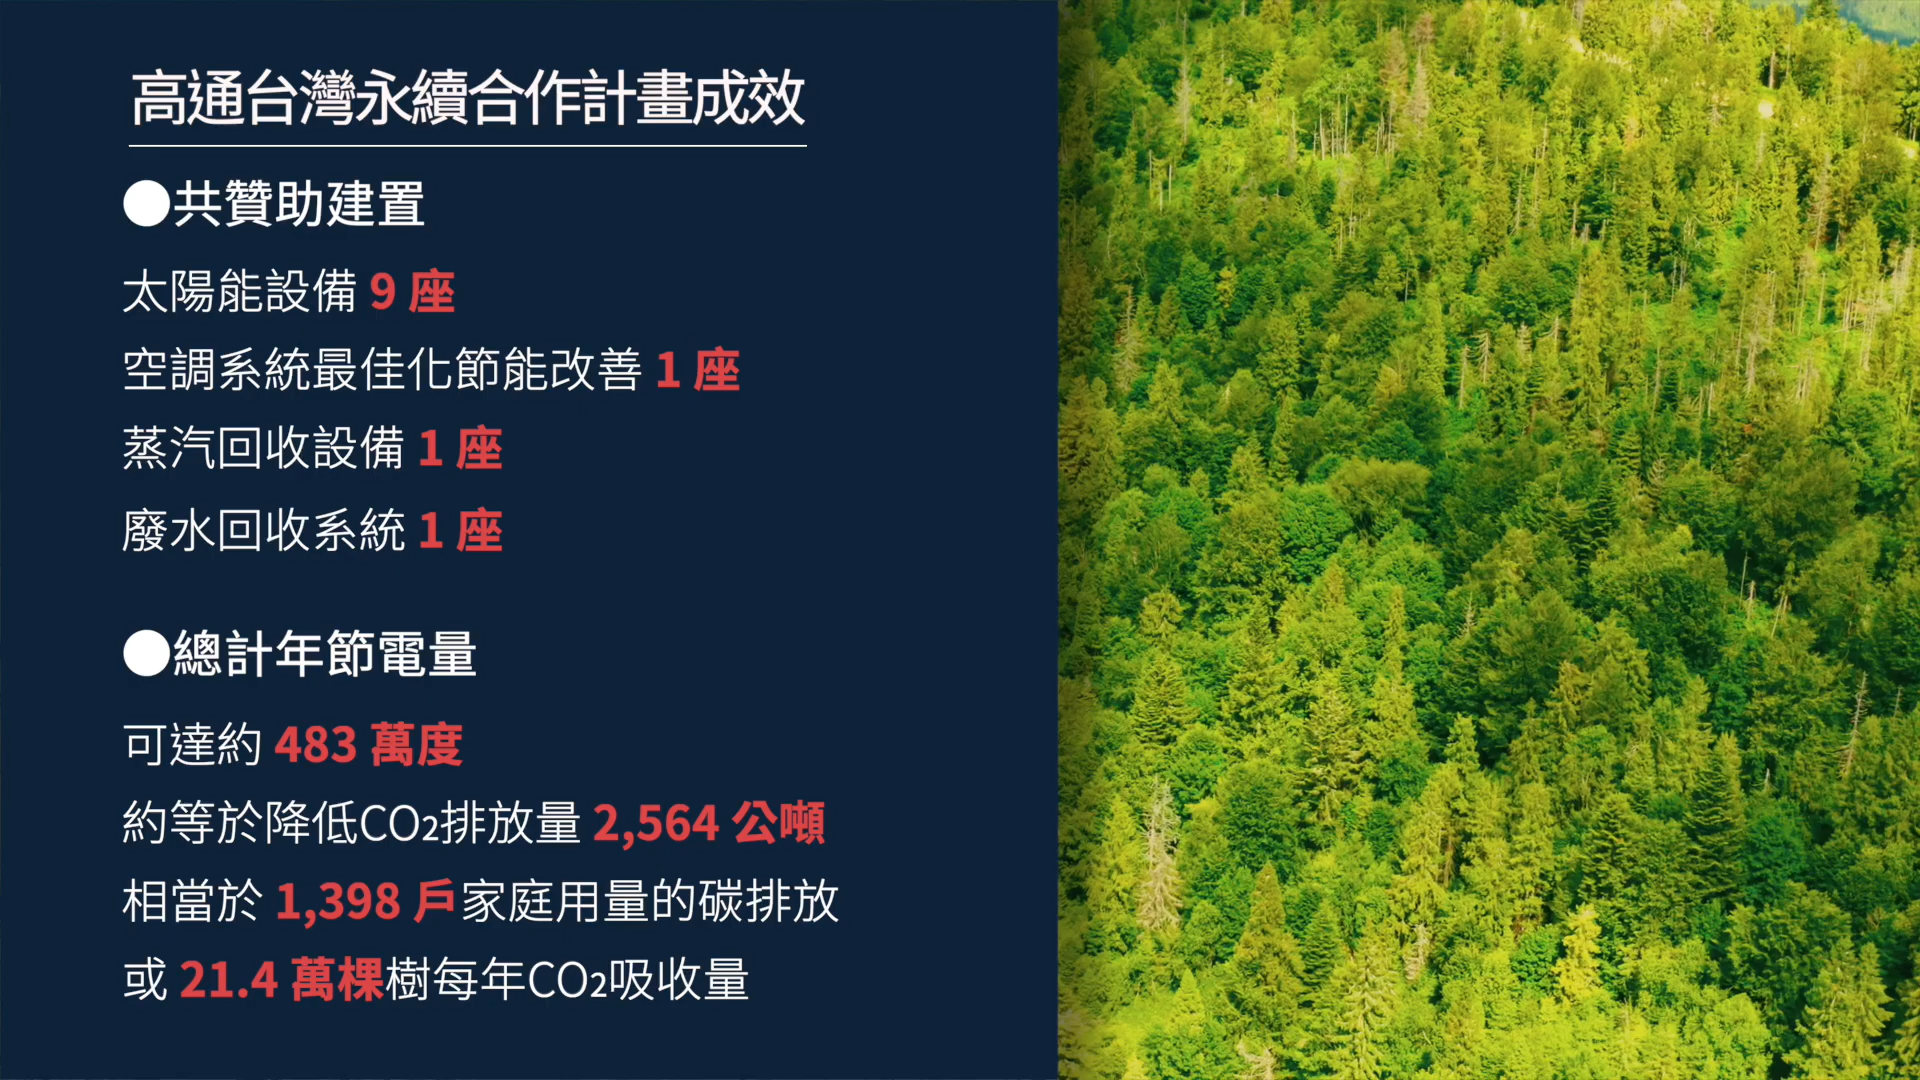 高通台灣永續合作計畫成效
●共贊助建置
太陽能設備 9 座
空調系統最佳化節能改善 1 座
蒸汽回收設備 1 座
廢水回收系統 1 座
●總計年節電量
可達約 483 萬度
約等於降低CO₂排放量 2,564 公噸
相當於 1,398 戶家庭用量的碳排放
或 21.4 萬棵樹每年CO₂吸收量